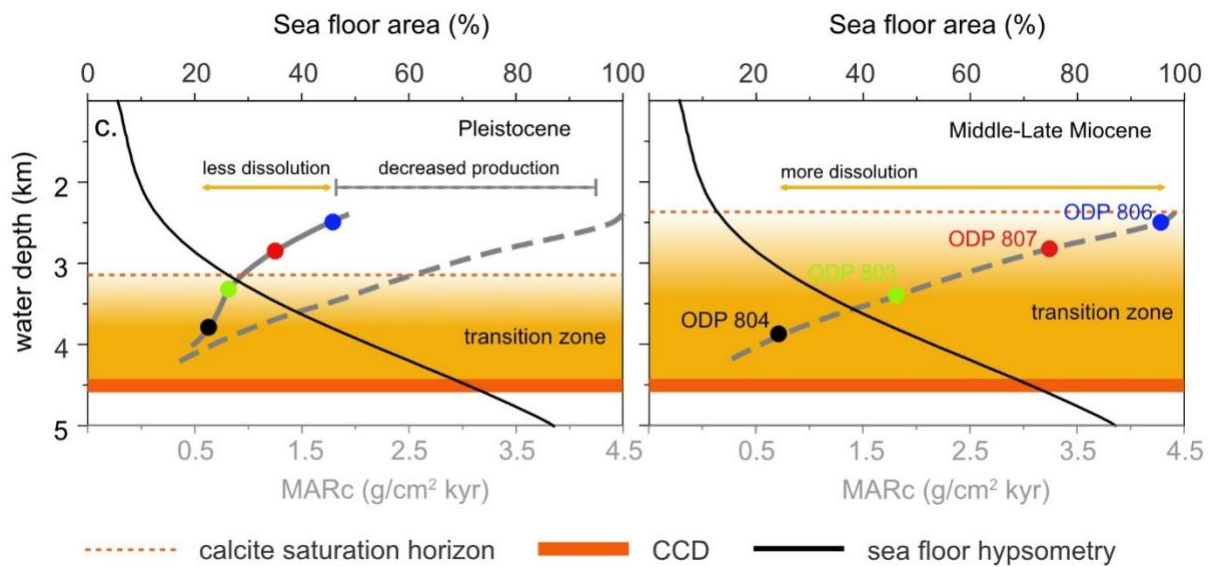 Sea floor area (%)
Sea floor area (%)
0 20 40 60 80 100
0 20 40 60 80 100
c.
Pleistocene
Middle-Late Miocene
less dissolution
decreased production
more dissolution
water depth (km)
2
3
4
5
ODP 806
ODP 807
ODP 803
ODP 804
transition zone
transition zone
0.5 1.5 2.5 3.5 4.5
0.5 1.5 2.5 3.5 4.5
MARc (g/cm² kyr)
MARc (g/cm² kyr)
calcite saturation horizon
CCD
sea floor hypsometry